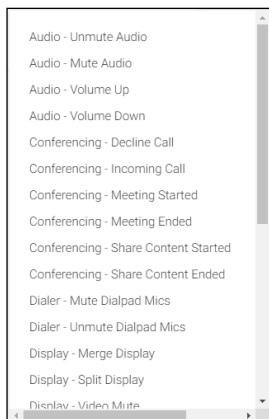 Audio - Unmute Audio
Audio - Mute Audio
Audio - Volume Up
Audio - Volume Down
Conferencing - Decline Call
Conferencing - Incoming Call
Conferencing - Meeting Started
Conferencing - Meeting Ended
Conferencing - Share Content Started
Conferencing - Share Content Ended
Dialer - Mute Dialpad Mics
Dialer - Unmute Dialpad Mics
Display - Merge Display
Display - Split Display
Display - Video Mute